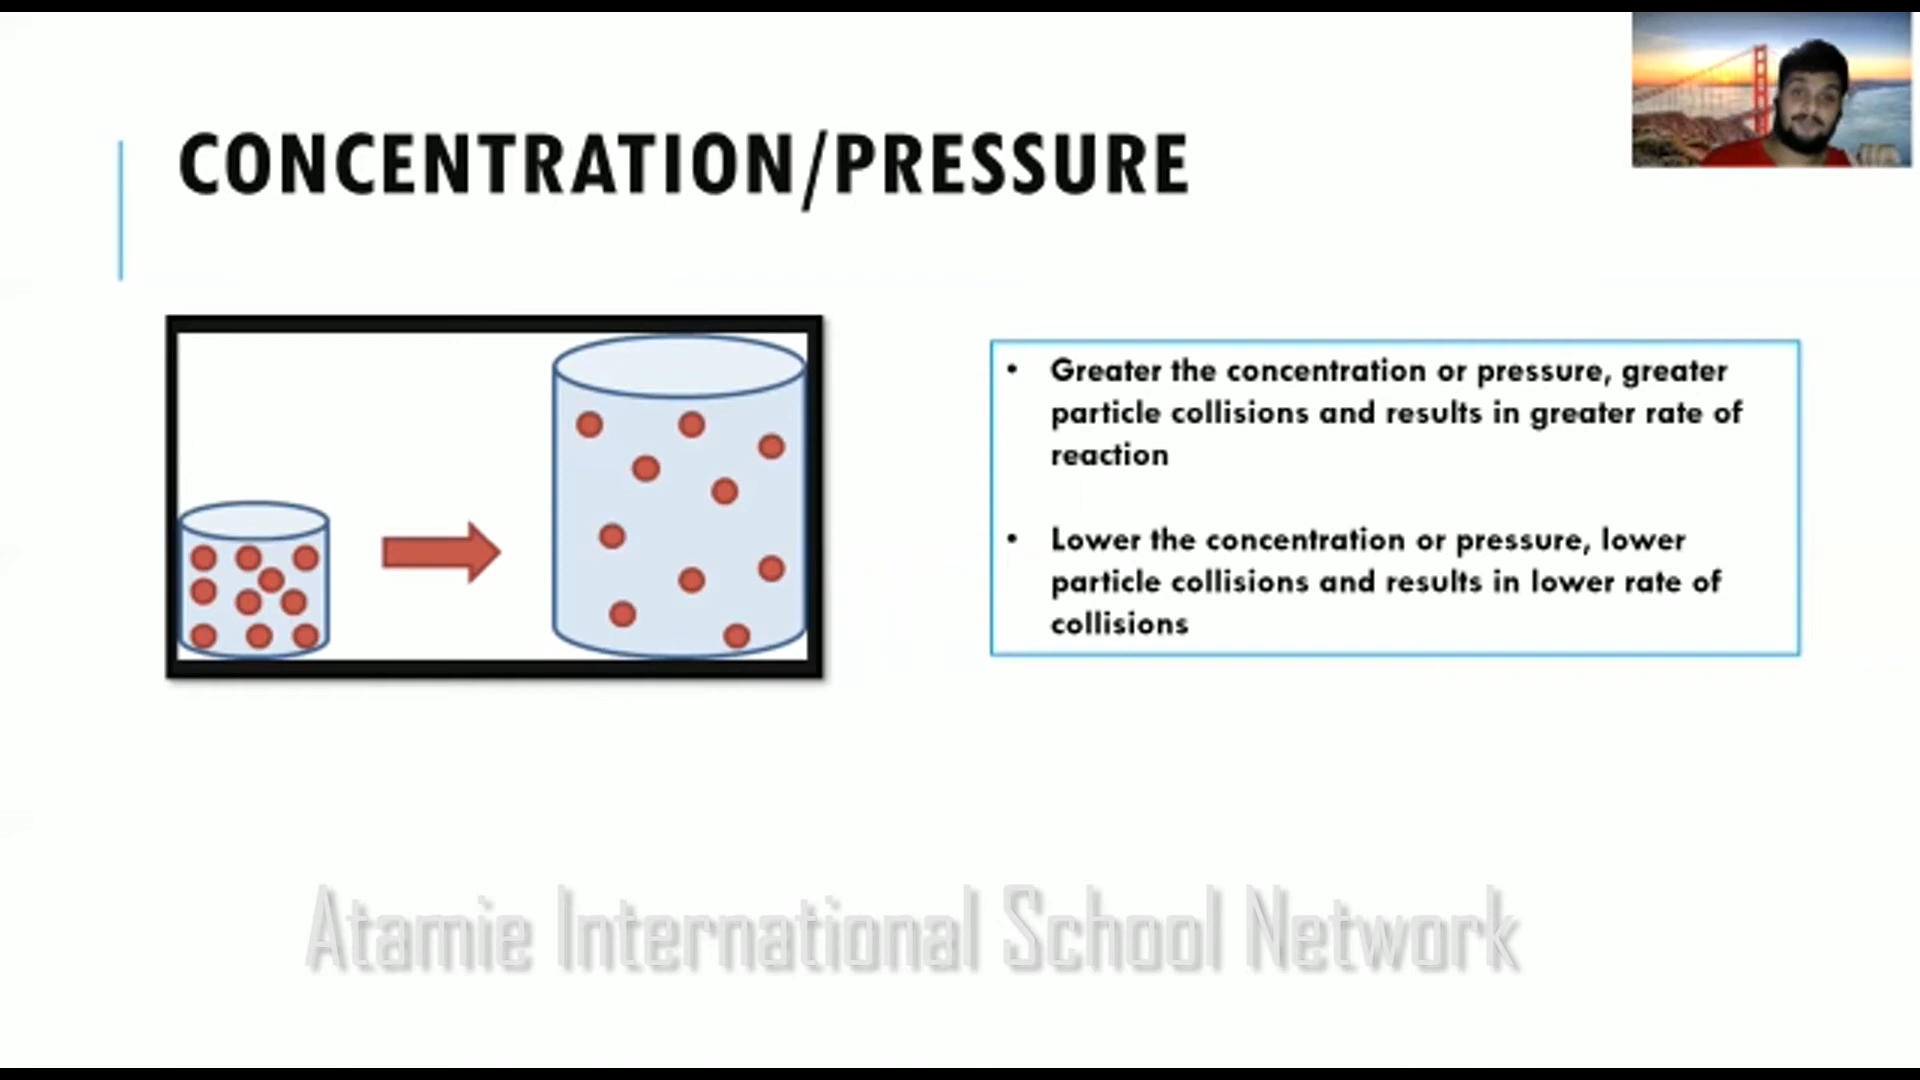 CONCENTRATION/PRESSURE
• Greater the concentration or pressure, greater
particle collisions and results in greater rate of
reaction
• Lower the concentration or pressure, lower
particle collisions and results in lower rate of
collisions
Atamie International School Network